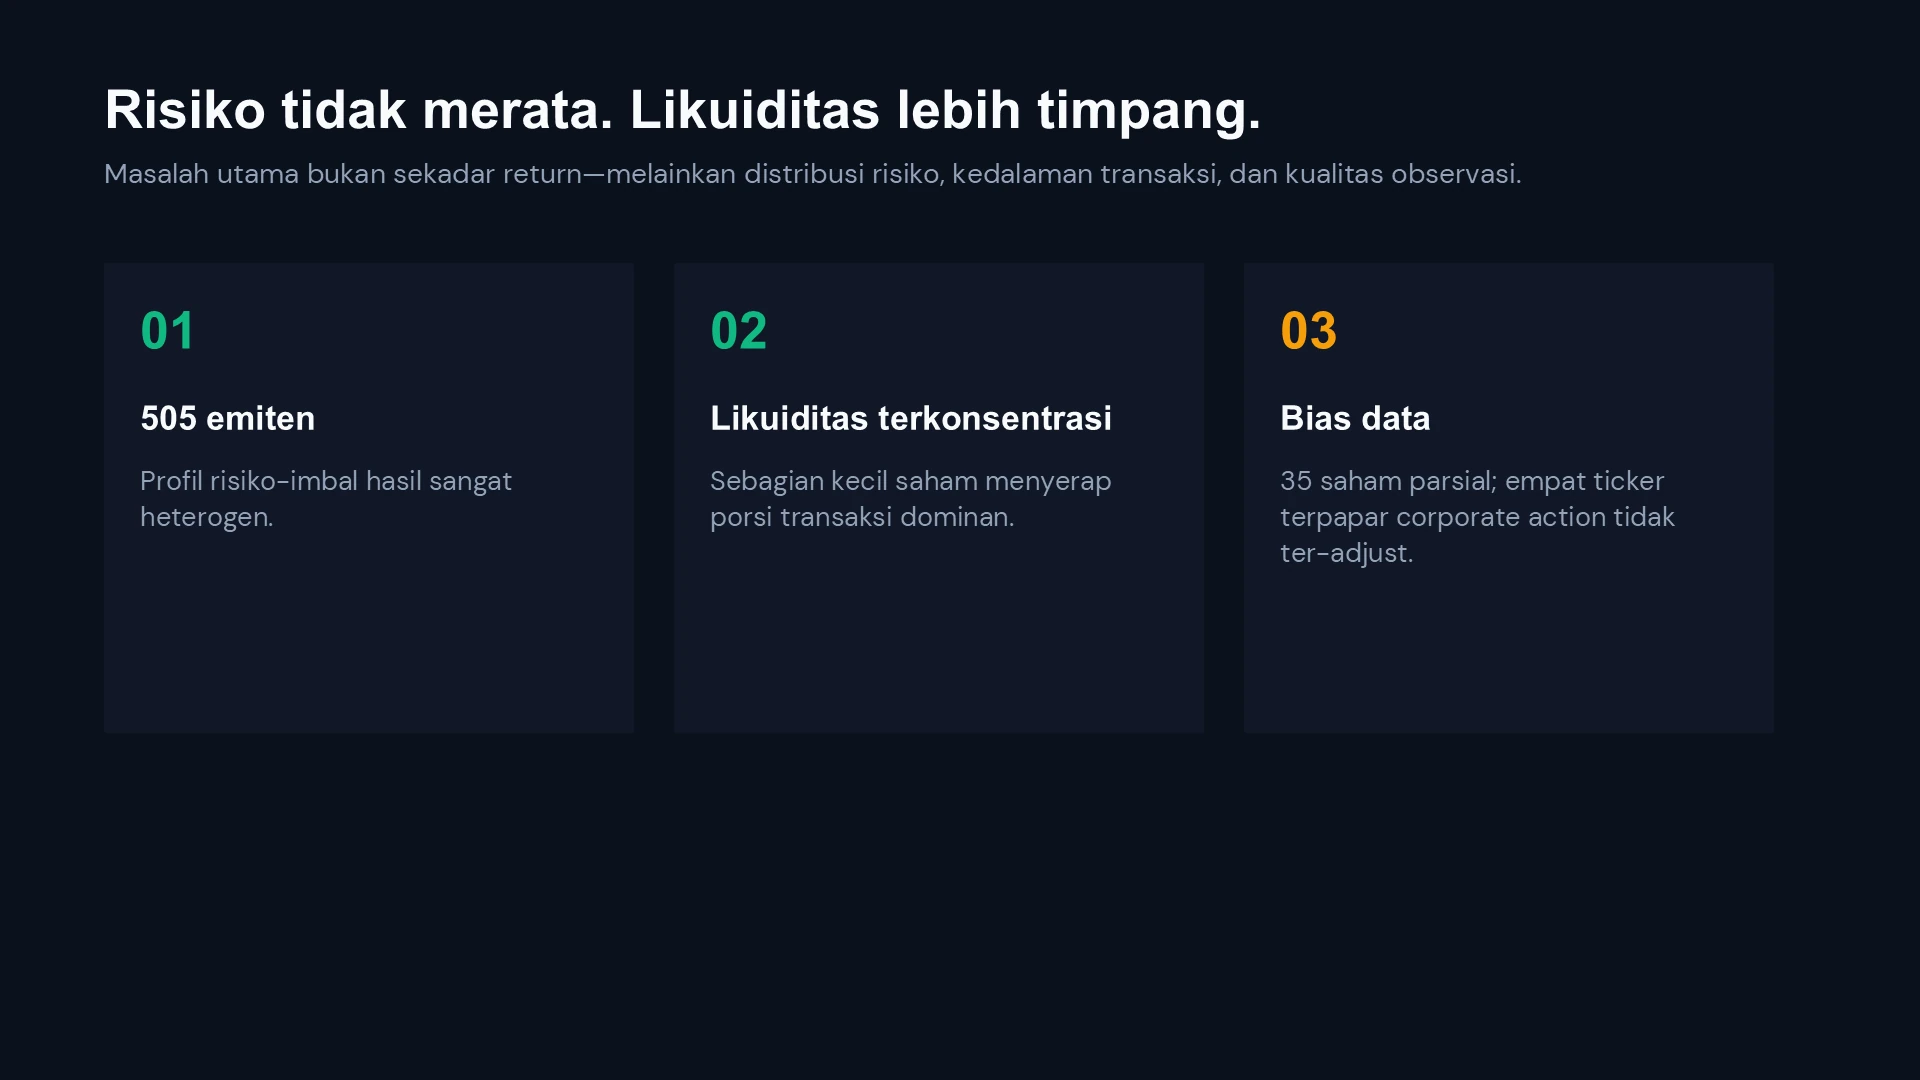 Risiko tidak merata. Likuiditas lebih timpang.
Masalah utama bukan sekadar return—melainkan distribusi risiko, kedalaman transaksi, dan kualitas observasi.
01
505 emiten
Profil risiko-imbal hasil sangat
heterogen.
02
Likuiditas terkonsentrasi
Sebagian kecil saham menyerap
porsi transaksi dominan.
03
Bias data
35 saham parsial; empat ticker
terpapar corporate action tidak
ter-adjust.